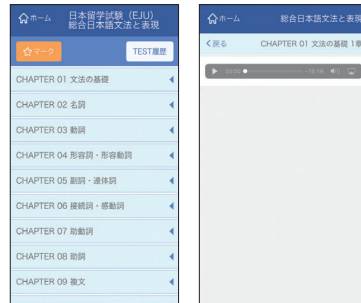 ホーム
日本留学試験（EJU）
総合日本語文法と表現
マーク
TEST履歴
CHAPTER 01 文法の基礎
CHAPTER 02 名詞
CHAPTER 03 動詞
CHAPTER 04 形容詞・形容動詞
CHAPTER 05 副詞・連体詞
CHAPTER 06 接続詞・感動詞
CHAPTER 07 助動詞
CHAPTER 08 助詞
CHAPTER 09 複文
ホーム
総合日本語文法と表現
戻る
CHAPTER 01 文法の基礎 1章
00:00